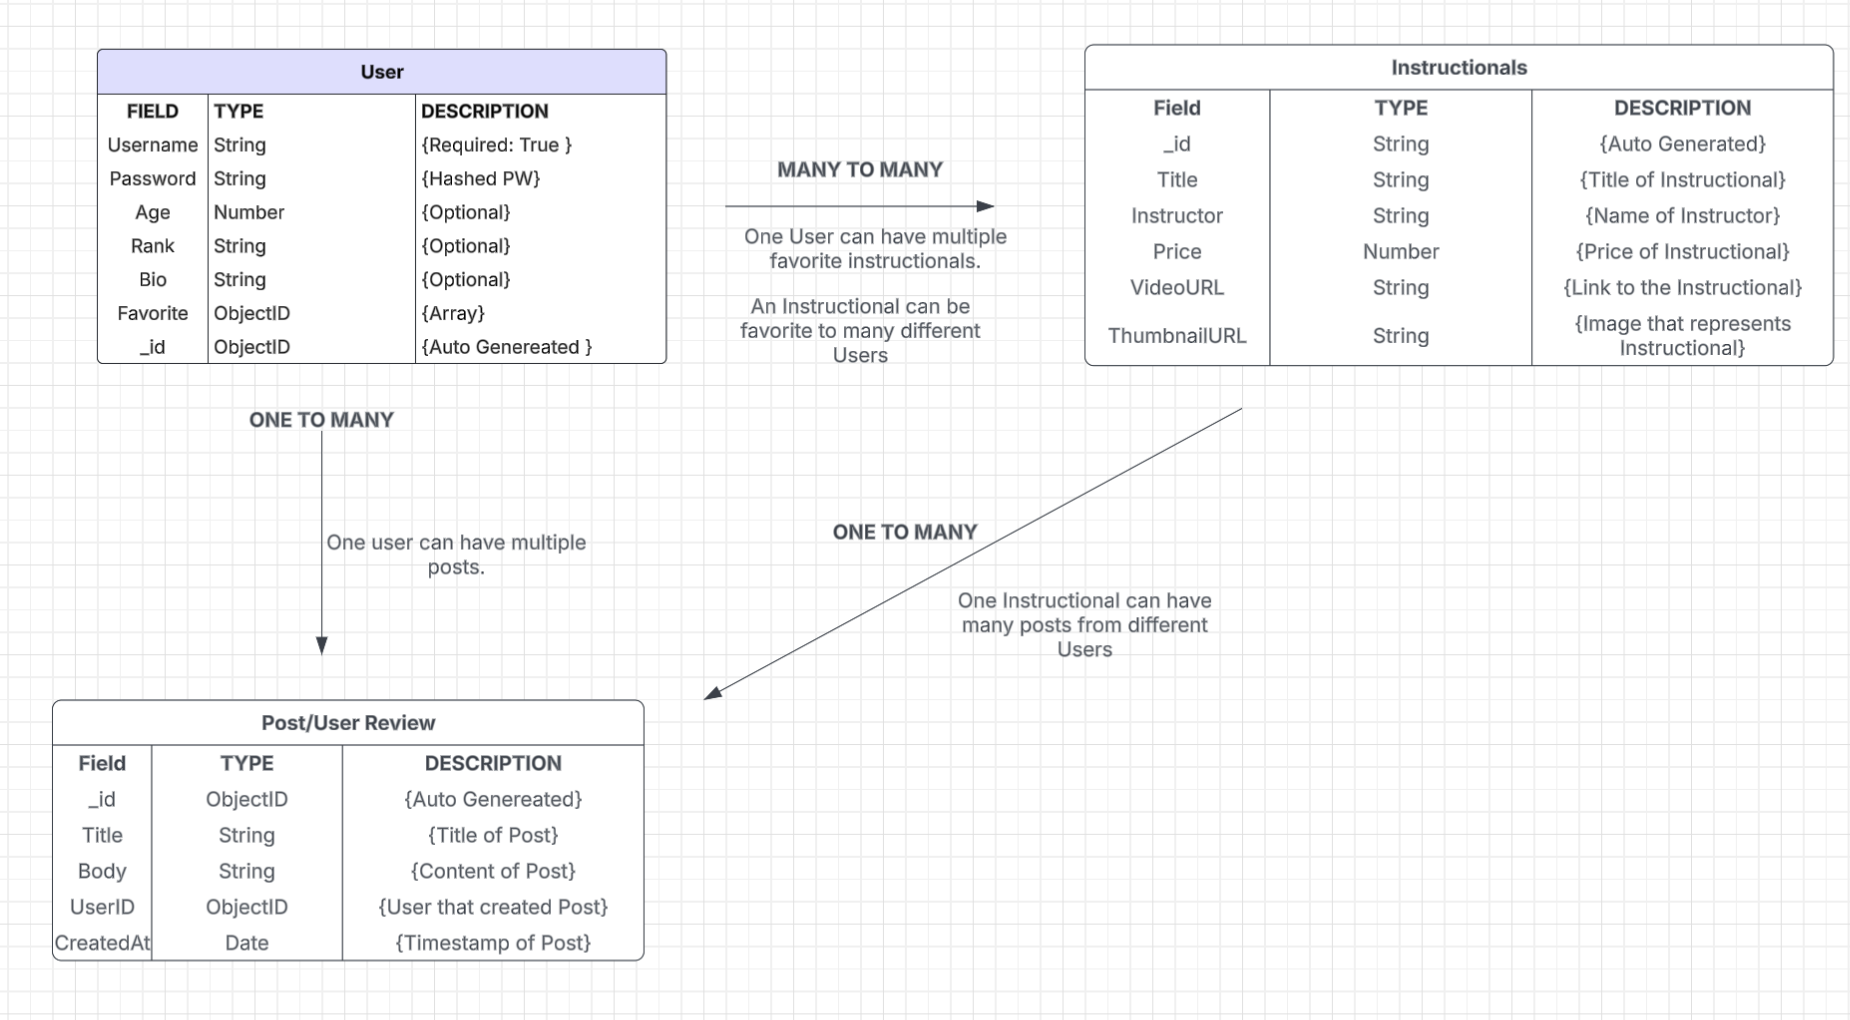 User
FIELD TYPE DESCRIPTION
Username String {Required: True }
Password String {Hashed PW}
Age Number {Optional}
Rank String {Optional}
Bio String {Optional}
Favorite ObjectID {Array}
_id ObjectID {Auto Genereated }
MANY TO MANY
One User can have multiple
favorite instructionals.
An Instructional can be
favorite to many different
Users
Instructionals
Field TYPE DESCRIPTION
_id String {Auto Generated}
Title String {Title of Instructional}
Instructor String {Name of Instructor}
Price Number {Price of Instructional}
VideoURL String {Link to the Instructional}
ThumbnailURL String {Image that represents
Instructional}
ONE TO MANY
One user can have multiple
posts.
ONE TO MANY
One Instructional can have
many posts from different
Users
Post/User Review
Field TYPE DESCRIPTION
_id ObjectID {Auto Genereated}
Title String {Title of Post}
Body String {Content of Post}
UserID ObjectID {User that created Post}
CreatedAt Date {Timestamp of Post}